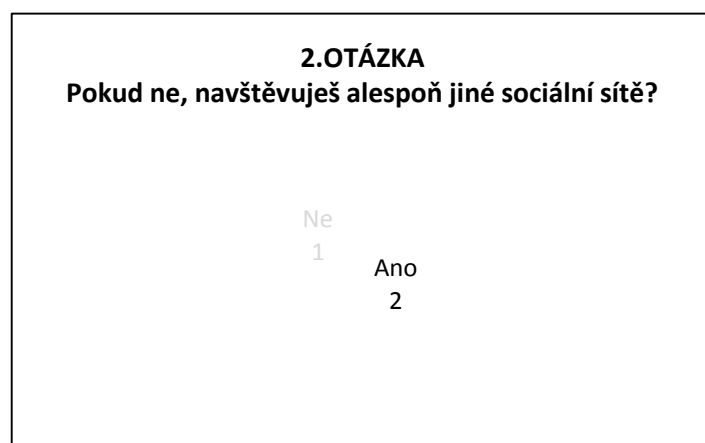 2.OTÁZKA
Pokud ne, navštěvuješ alespoň jiné sociální sítě?
Ne
1
Ano
2